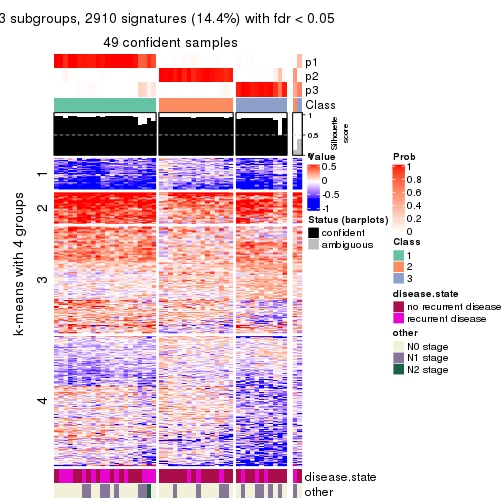 3 subgroups, 2910 signatures (14.4%) with fdr < 0.05
49 confident samples
p1
p2
p3
Class
1
0.5
0
Silhouette
score
k-means with 4 groups
1
2
3
4
disease.state
other
Value
0.5
0
-0.5
-1
Status (barplots)
confident
ambiguous
Prob
1
0.8
0.6
0.4
0.2
0
Class
1
2
3
disease.state
no recurrent disease
recurrent disease
other
N0 stage
N1 stage
N2 stage